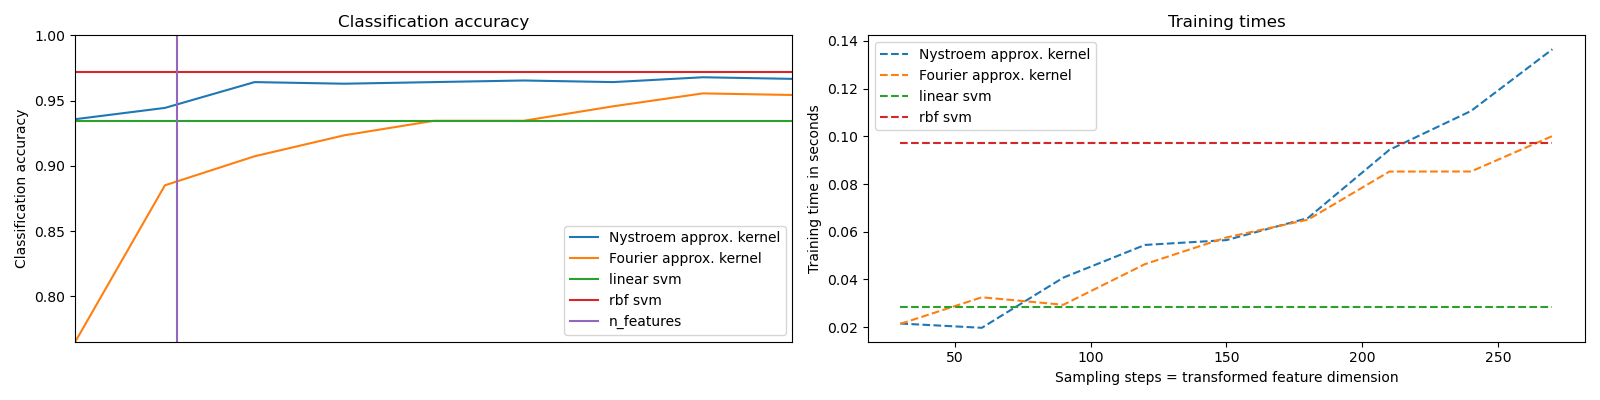 Classification accuracy
Classification accuracy
1.00
0.95
0.90
0.85
0.80
Nystroem approx. kernel
Fourier approx. kernel
linear svm
rbf svm
n_features
Training times
Training time in seconds
0.14
0.12
0.10
0.08
0.06
0.04
0.02
Nystroem approx. kernel
Fourier approx. kernel
linear svm
rbf svm
50 100 150 200 250
Sampling steps = transformed feature dimension